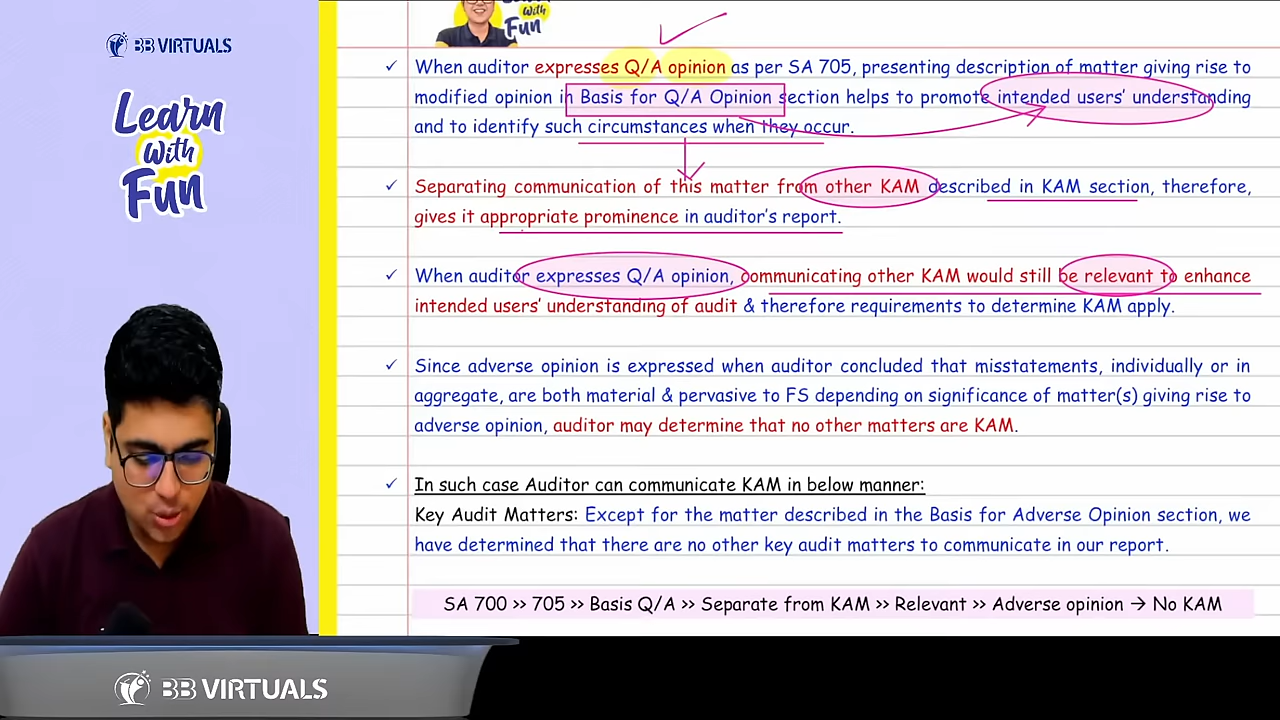 BB VIRTUALS
Learn
With
Fun
With
Fun
✓ When auditor expresses Q/A opinion as per SA 705, presenting description of matter giving rise to
modified opinion in Basis for Q/A Opinion section helps to promote intended users' understanding
and to identify such circumstances when they occur.
✓ Separating communication of this matter from other KAM described in KAM section, therefore,
gives it appropriate prominence in auditor's report.
✓ When auditor expresses Q/A opinion, communicating other KAM would still be relevant to enhance
intended users' understanding of audit & therefore requirements to determine KAM apply.
✓ Since adverse opinion is expressed when auditor concluded that misstatements, individually or in
aggregate, are both material & pervasive to FS depending on significance of matter(s) giving rise to
adverse opinion, auditor may determine that no other matters are KAM.
✓ In such case Auditor can communicate KAM in below manner:
Key Audit Matters: Except for the matter described in the Basis for Adverse Opinion section, we
have determined that there are no other key audit matters to communicate in our report.
SA 700 >> 705 >> Basis Q/A >> Separate from KAM >> Relevant >> Adverse opinion → No KAM
BB VIRTUALS